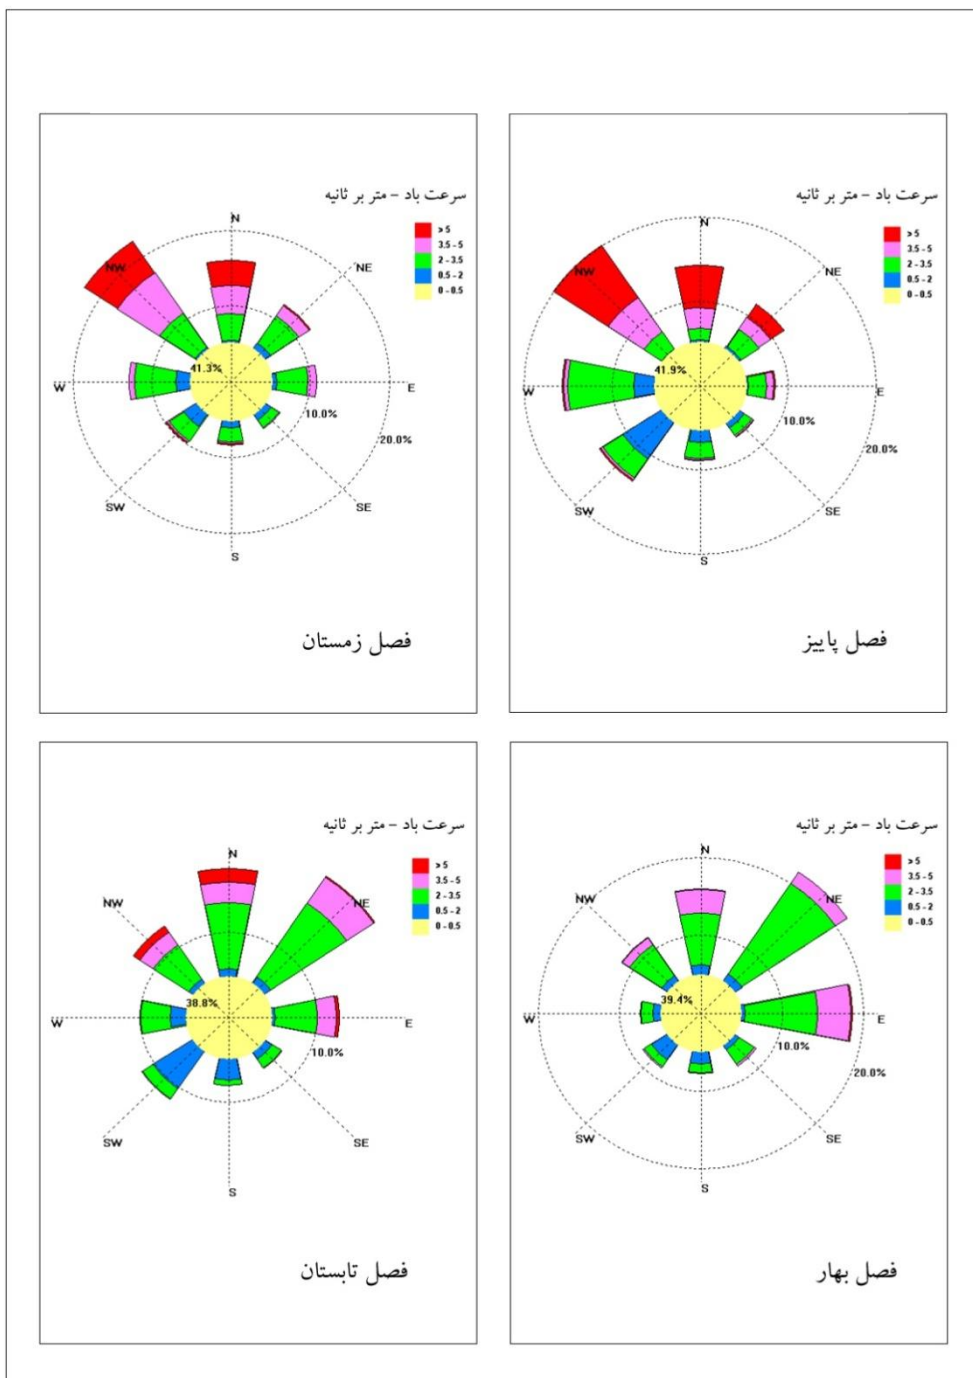 سرعت باد – متر بر ثانیه
> 5
3.5 - 5
2 - 3.5
0.5 - 2
0 - 0.5
N
NE
E
SE
S
SW
W
NW
41.9%
10.0%
20.0%
فصل پاییز
سرعت باد – متر بر ثانیه
> 5
3.5 - 5
2 - 3.5
0.5 - 2
0 - 0.5
N
NE
E
SE
S
SW
W
NW
41.3%
10.0%
20.0%
فصل زمستان
سرعت باد – متر بر ثانیه
> 5
3.5 - 5
2 - 3.5
0.5 - 2
0 - 0.5
N
NE
E
SE
S
SW
W
NW
39.4%
10.0%
20.0%
فصل بهار
سرعت باد – متر بر ثانیه
> 5
3.5 - 5
2 - 3.5
0.5 - 2
0 - 0.5
N
NE
E
SE
S
SW
W
NW
38.8%
10.0%
فصل تابستان